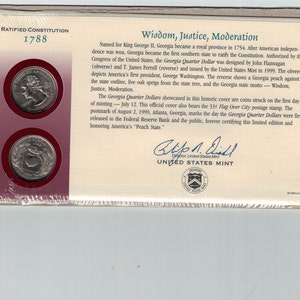 RATIFIED CONSTITUTION
1788
Wisdom, Justice, Moderation
Named for King George II, Georgia became a royal province in 1754. After American indepen-
dence was won, Georgia became the first southern state to ratify the Constitution. Authorized by the
Congress of the United States, the Georgia Quarter Dollar was designed by John Flannagan
(obverse) and T. James Ferrell (reverse) and issued by the United States Mint in 1999. The obverse
depicts America's first president, George Washington. The reverse shows a Georgia peach against
the state outline, live oak sprigs off the state tree, and the Georgia state motto — Wisdom,
Justice, Moderation.
The Georgia Quarter Dollars showcased in this historic cover are coins struck on the first day
of minting — July 12. This official cover also bears the 33¢ Flag Over City postage stamp. The
postmark of August 2, 1999, Atlanta, Georgia, marks the day the Georgia Quarter Dollars were first
released to the Federal Reserve Bank and the public, forever certifying this limited edition and
honoring America's "Peach State."
Director, United States Mint
UNITED STATES MINT